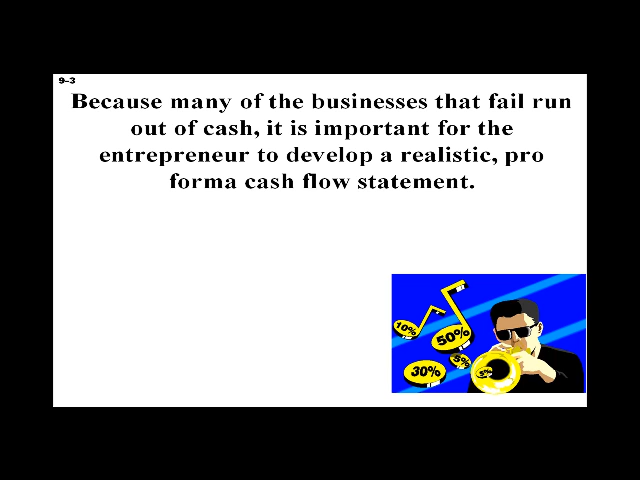 9–3
Because many of the businesses that fail run
out of cash, it is important for the
entrepreneur to develop a realistic, pro
forma cash flow statement.
10%
50%
5%
30%
5%